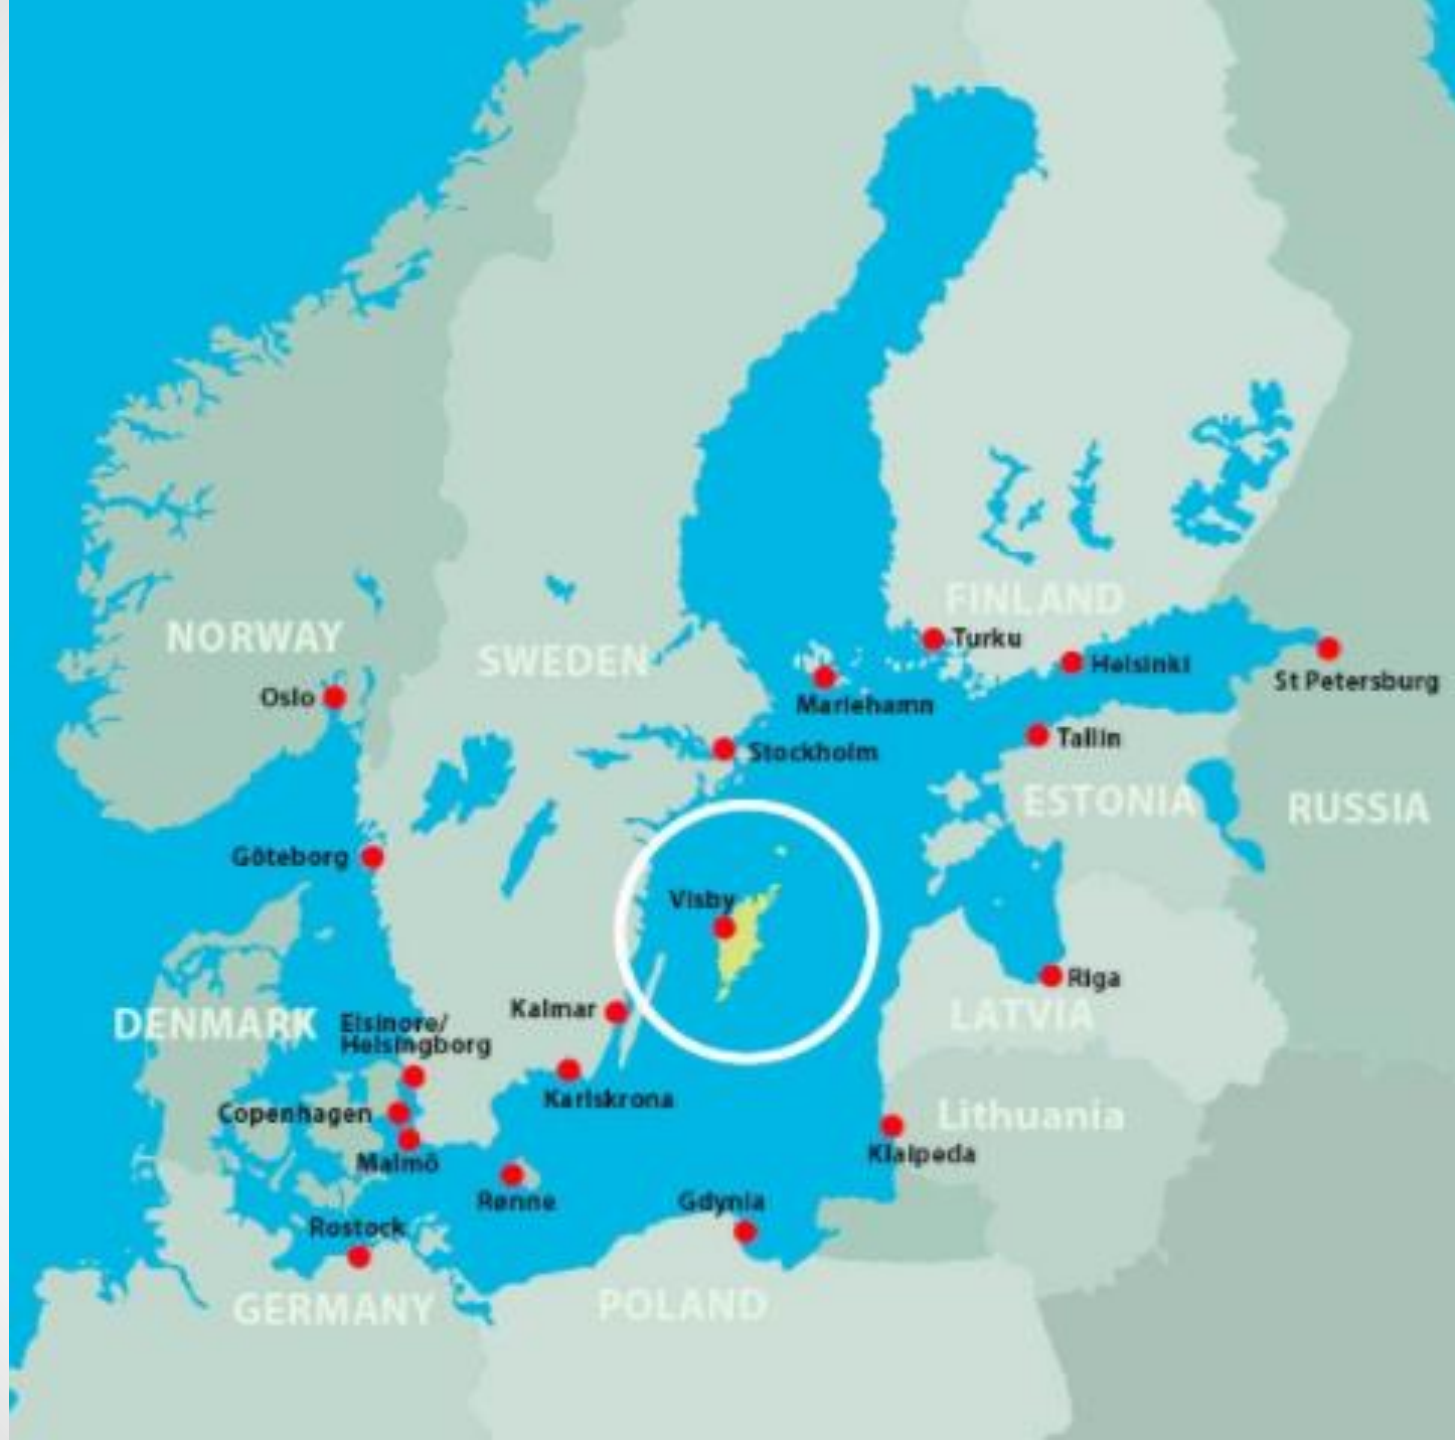 FINLAND
NORWAY
Turku
SWEDEN
Helsinki
St Petersburg
Oslo
Mariehamn
Tallin
Stockholm
ESTONIA
RUSSIA
Göteborg
Visby
Riga
Kalmar
LATVIA
DENMARK
Elsinore/
Helsingborg
Karlskrona
Copenhagen
Lithuania
Klaipeda
Malmö
Rønne
Gdynia
Rostock
GERMANY
POLAND